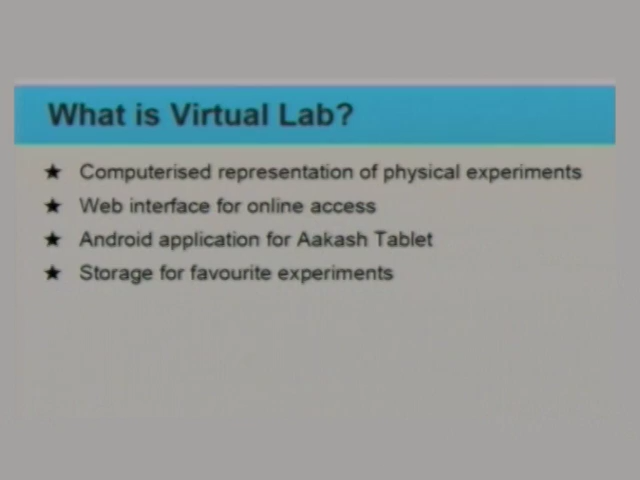 What is Virtual Lab?
★ Computerised representation of physical experiments
★ Web interface for online access
★ Android application for Aakash Tablet
★ Storage for favourite experiments